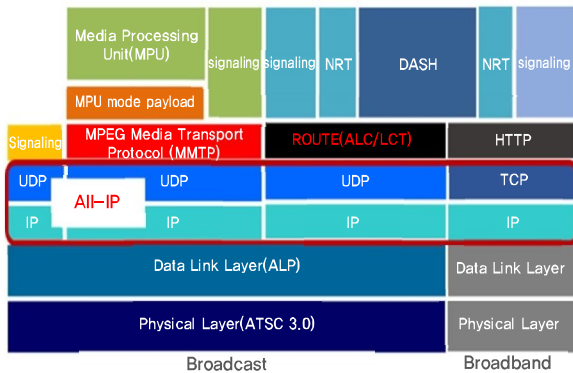 Media Processing
Unit(MPU)
signaling
signaling
NRT
DASH
NRT
signaling
MPU mode payload
Signaling
MPEG Media Transport
Protocol (MMTP)
ROUTE(ALC/LCT)
HTTP
UDP
UDP
UDP
TCP
All-IP
IP
IP
IP
IP
Data Link Layer(ALP)
Data Link Layer
Physical Layer(ATSC 3.0)
Physical Layer
Broadcast
Broadband